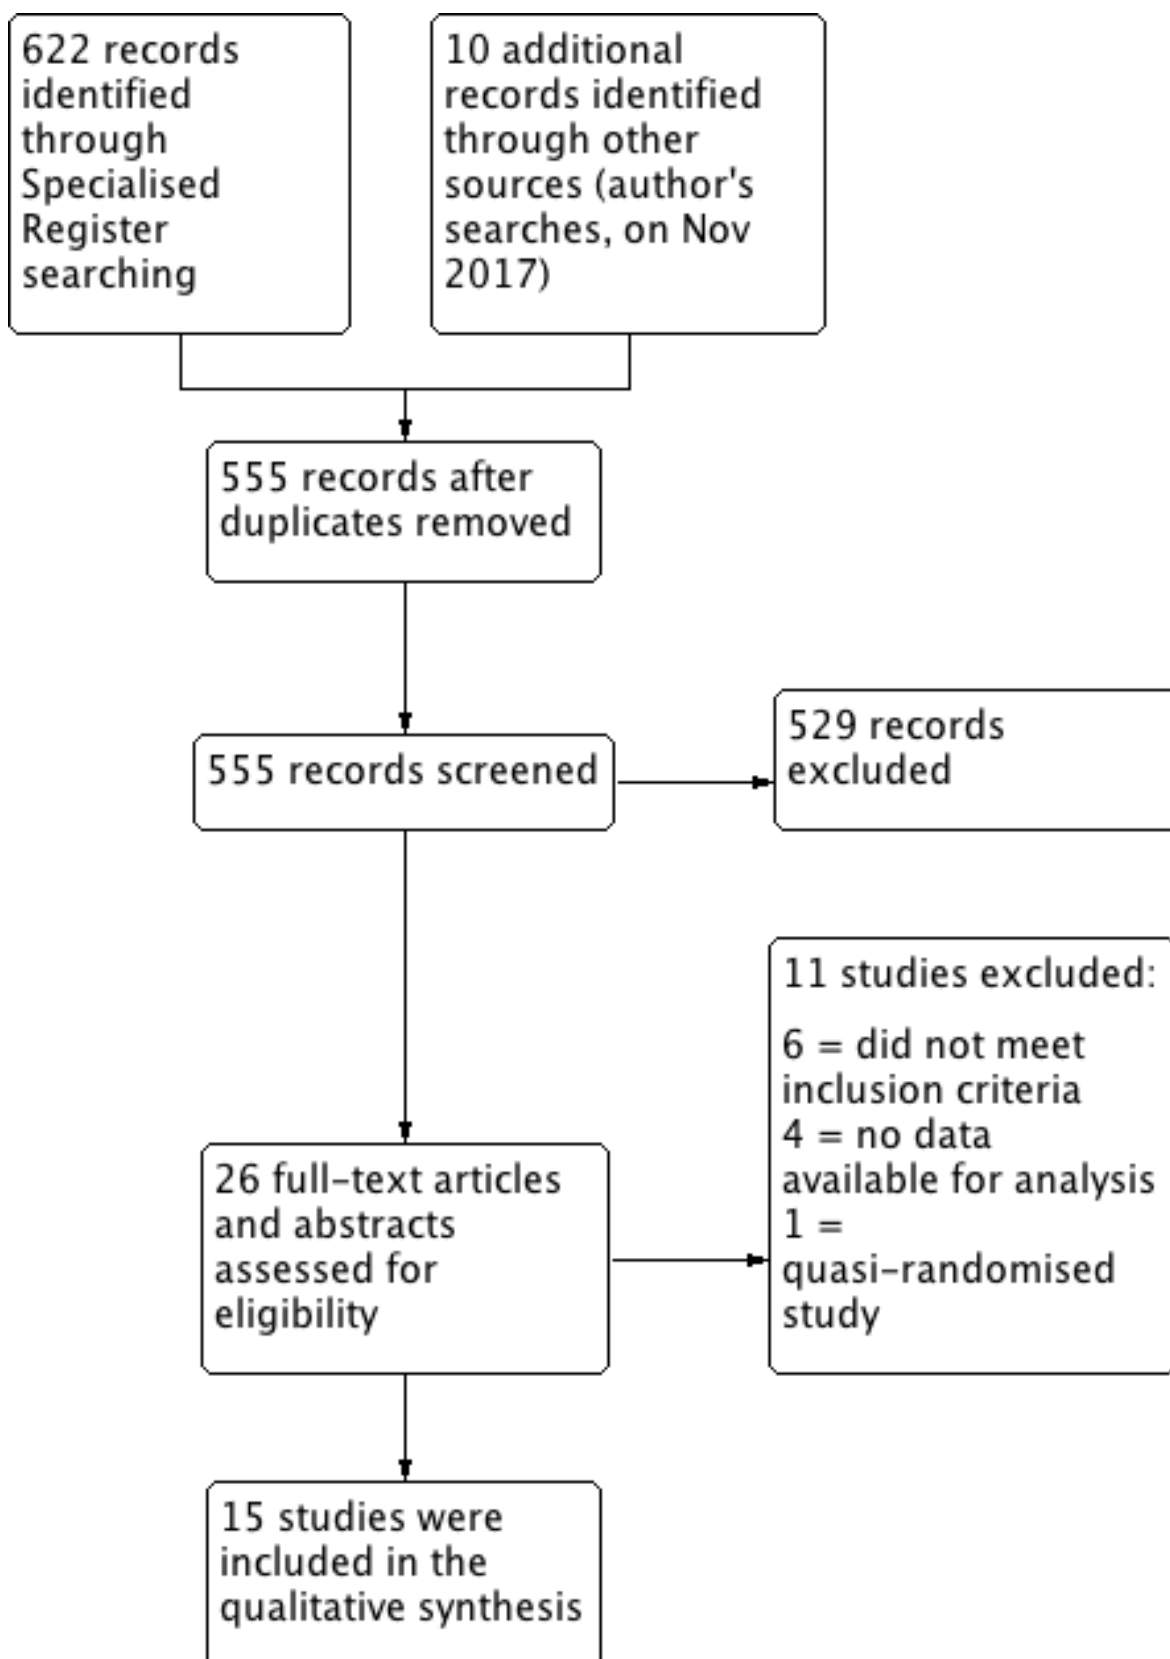 622 records
identified
through
Specialised
Register
searching
10 additional
records identified
through other
sources (author's
searches, on Nov
2017)
555 records after
duplicates removed
555 records screened
529 records
excluded
26 full-text articles
and abstracts
assessed for
eligibility
11 studies excluded:
6 = did not meet
inclusion criteria
4 = no data
available for analysis
1 =
quasi-randomised
study
15 studies were
included in the
qualitative synthesis